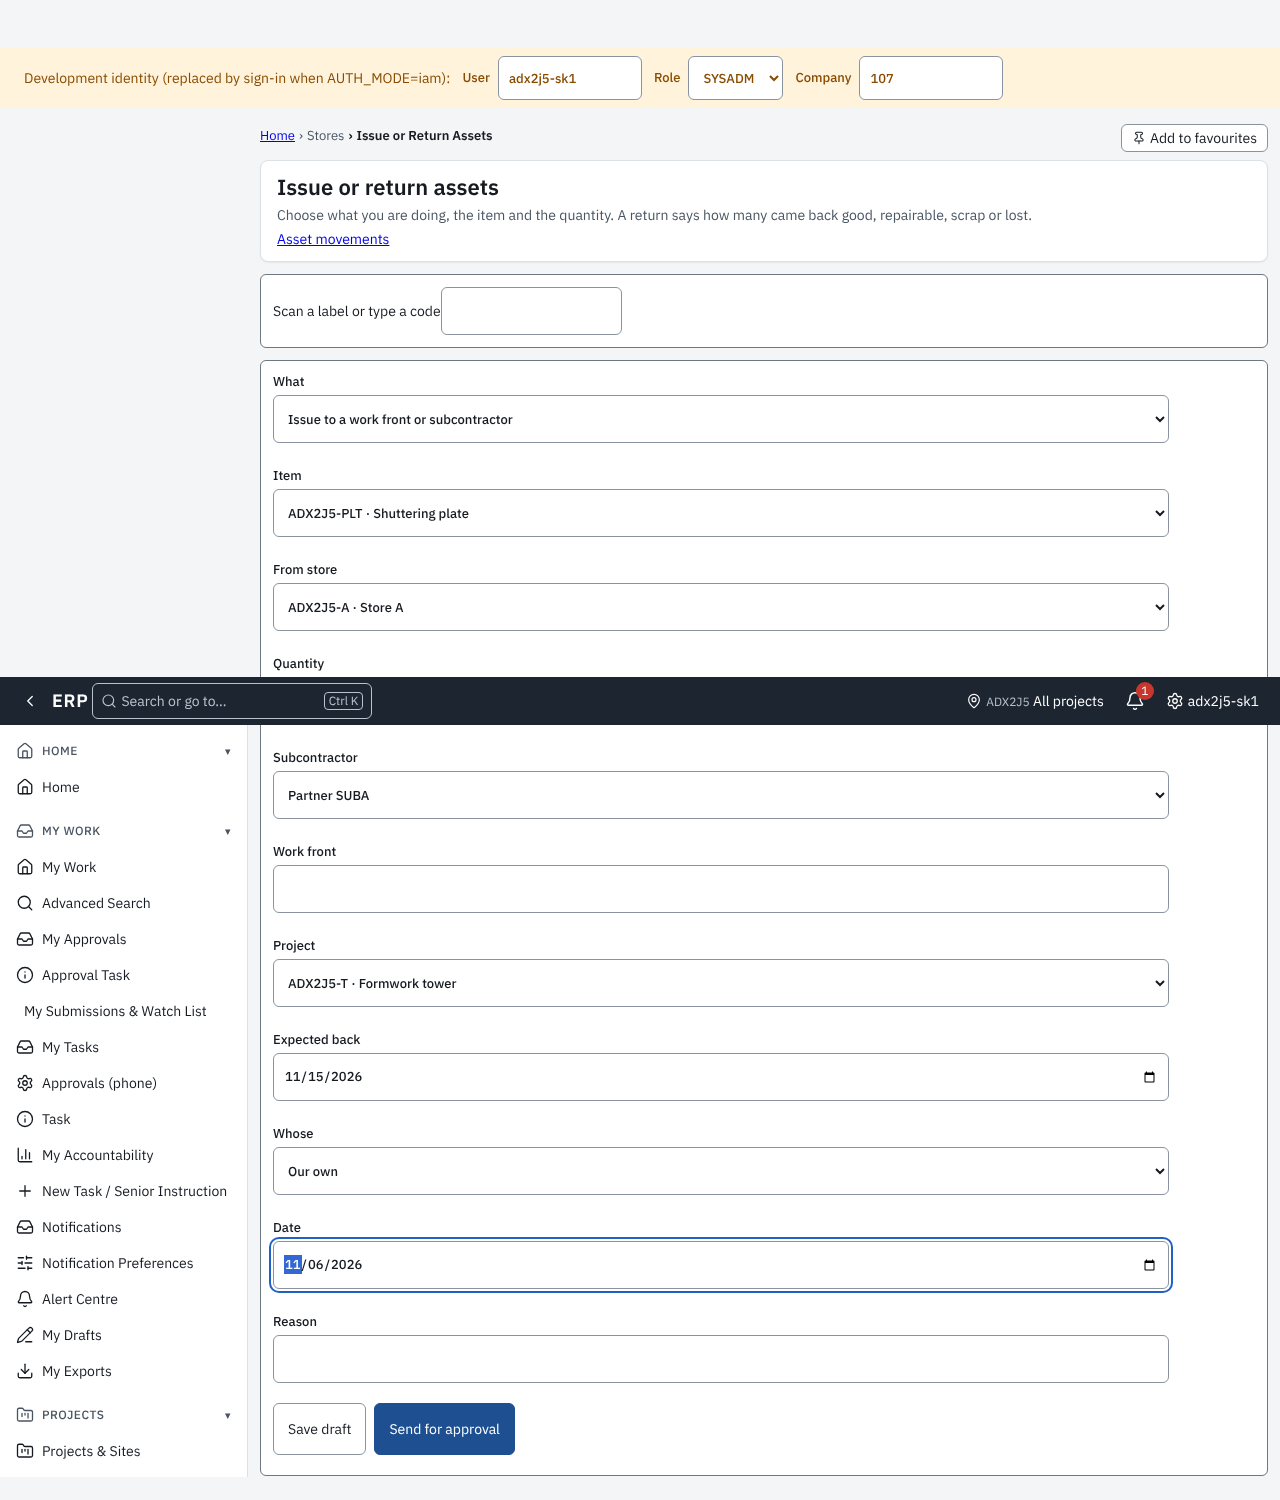 Development identity (replaced by sign-in when AUTH_MODE=iam): User adx2j5-sk1 Role SYSADM Company 107
Home › Stores › Issue or Return Assets
Add to favourites
Issue or return assets
Choose what you are doing, the item and the quantity. A return says how many came back good, repairable, scrap or lost.
Asset movements
Scan a label or type a code
What
Issue to a work front or subcontractor
Item
ADX2J5-PLT · Shuttering plate
From store
ADX2J5-A · Store A
Quantity
ERP Search or go to... Ctrl K ADX2J5 All projects 1 adx2j5-sk1
HOME
Home
MY WORK
My Work
Advanced Search
My Approvals
Approval Task
My Submissions & Watch List
My Tasks
Approvals (phone)
Task
My Accountability
New Task / Senior Instruction
Notifications
Notification Preferences
Alert Centre
My Drafts
My Exports
PROJECTS
Projects & Sites
Subcontractor
Partner SUBA
Work front
Project
ADX2J5-T · Formwork tower
Expected back
11/15/2026
Whose
Our own
Date
11/06/2026
Reason
Save draft Send for approval